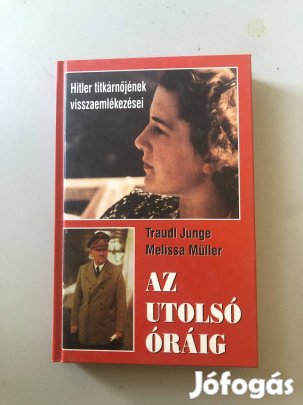 Hitler titkárnőjének
visszaemlékezései
Traudl Junge
Melissa Müller
AZ
UTOLSÓ
ÓRÁIG
Jófogás